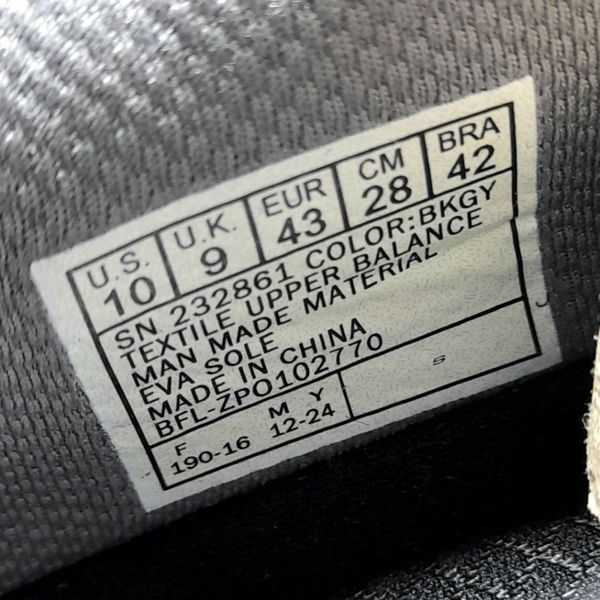 U.S. U.K. EUR CM BRA
10 9 43 28 42
SN 232861 COLOR:BKGY
TEXTILE UPPER BALANCE
MAN MADE MATERIAL
EVA SOLE
MADE IN CHINA
BFL-ZPO102770
F M Y S
190-16 12-24